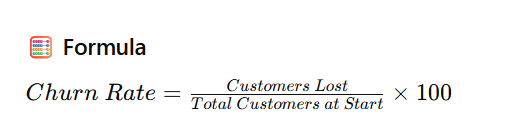 🧮 Formula
Churn Rate = Customers Lost / Total Customers at Start × 100